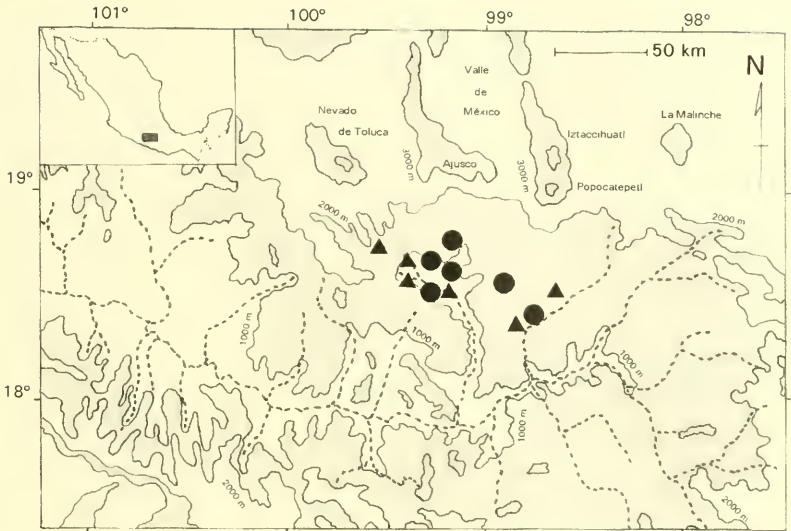 101° 100° 99° 98°
50 km
N
Valle
de
México
Nevado
de Toluca
Iztaccihuatl
La Malinche
3000 m
Ajusco
3000 m
Popocatepetl
19°
2000 m
2000 m
1000 m
1000 m
1000 m
18°
1000 m
2000 m
2000 m